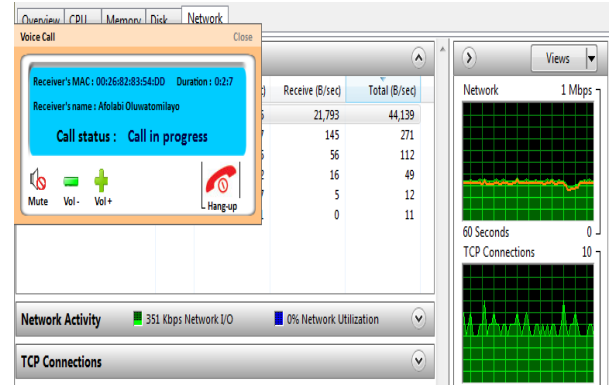 Overview CPU Memory Disk Network
Voice Call Close
Receiver's MAC : 00:26:82:83:54:DD Duration : 0:2:7
Receiver's name : Afolabi Oluwatomilayo
Call status : Call in progress
Mute Vol - Vol + Hang-up
Receive (B/sec) Total (B/sec)
21,793 44,139
145 271
56 112
16 49
5 12
0 11
Network Activity 351 Kbps Network I/O 0% Network Utilization
TCP Connections
Views
Network 1 Mbps
60 Seconds 0
TCP Connections 10